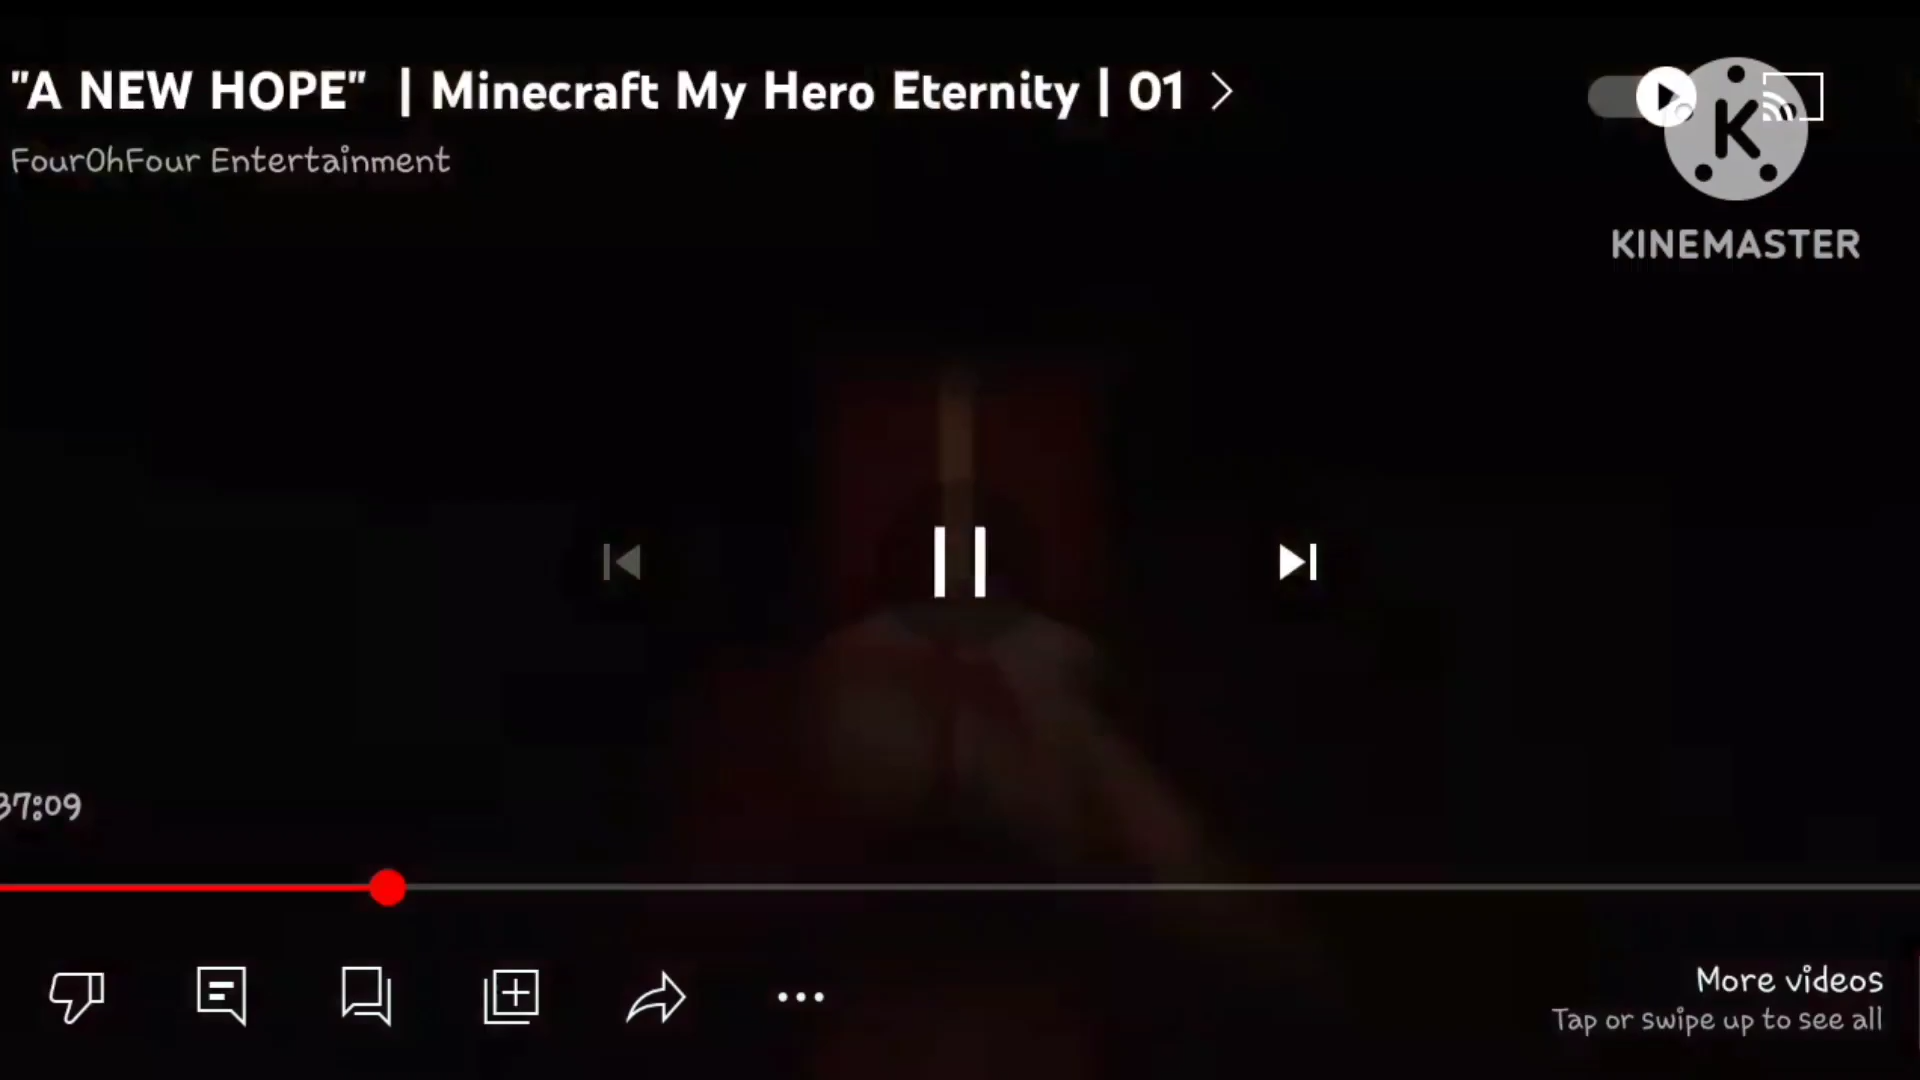 "A NEW HOPE" | Minecraft My Hero Eternity | 01
FourOhFour Entertainment
K
KINEMASTER
37:09
More videos
Tap or swipe up to see all